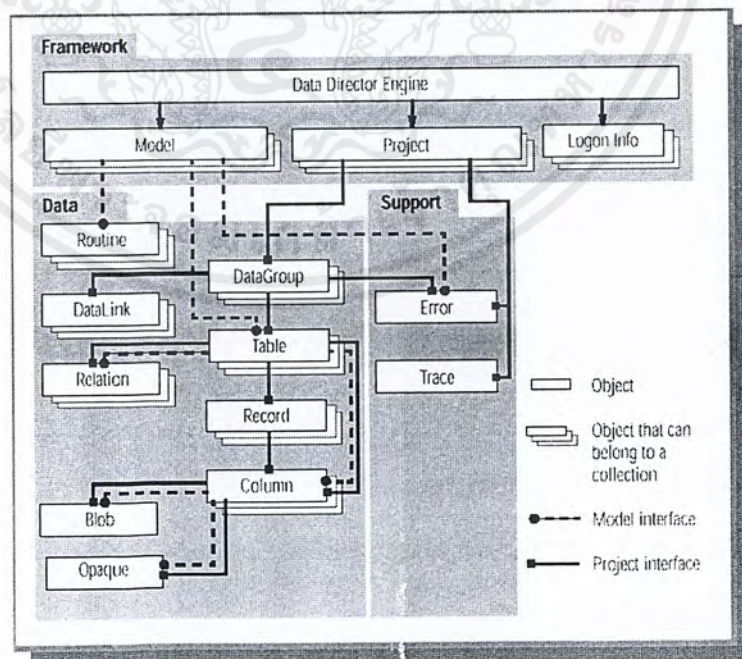 Framework
Data Director Engine
Model
Project
Logon Info
Data
Support
Routine
DataGroup
DataLink
Error
Table
Relation
Trace
Record
Column
Blob
Opaque
Object
Object that can
belong to a
collection
Model interface
Project interface